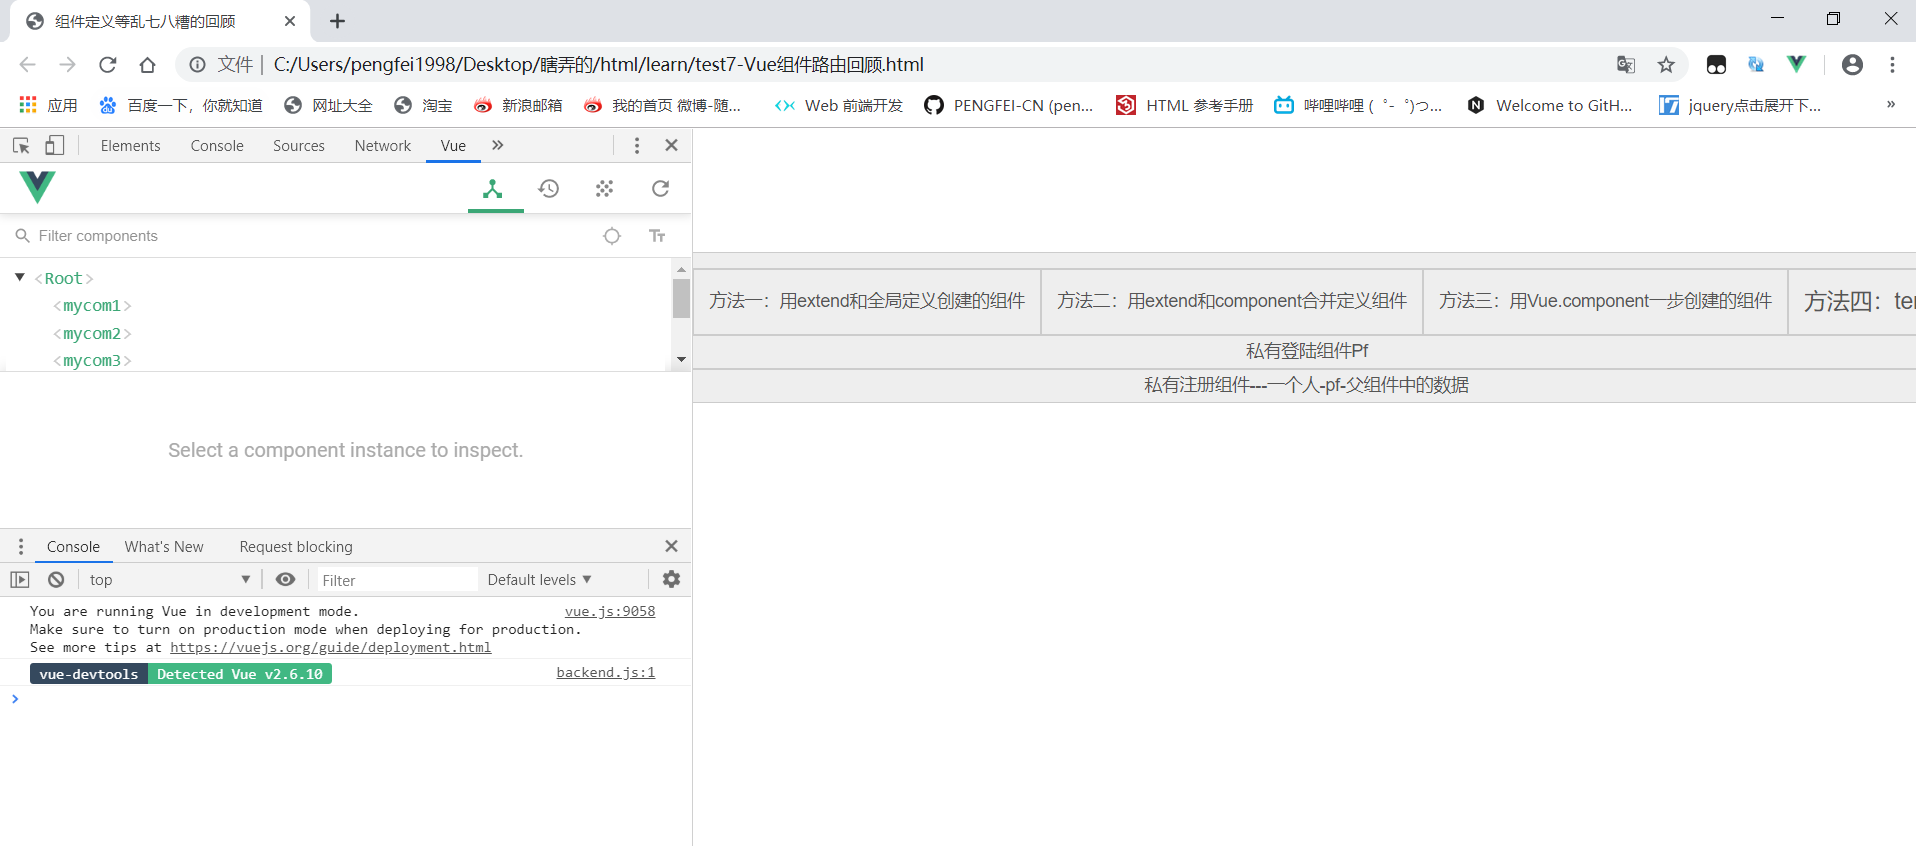 组件定义等乱七八糟的回顾
文件 | C:/Users/pengfei1998/Desktop/瞎弄的/html/learn/test7-Vue组件路由回顾.html
应用 百度一下，你就知道 网址大全 淘宝 新浪邮箱 我的首页 微博-随... Web 前端开发 PENGFEI-CN (pen... HTML 参考手册 哔哩哔哩 (゜-゜)つ... Welcome to GitH... jquery点击展开下... »
Elements Console Sources Network Vue »
Filter components
<Root>
<mycom1>
<mycom2>
<mycom3>
Select a component instance to inspect.
Console What's New Request blocking
top Filter Default levels
You are running Vue in development mode. vue.js:9058
Make sure to turn on production mode when deploying for production.
See more tips at https://vuejs.org/guide/deployment.html
vue-devtools Detected Vue v2.6.10 backend.js:1
方法一：用extend和全局定义创建的组件 方法二：用extend和component合并定义组件 方法三：用Vue.component一步创建的组件 方法四：
私有登陆组件Pf
私有注册组件---一个人-pf-父组件中的数据